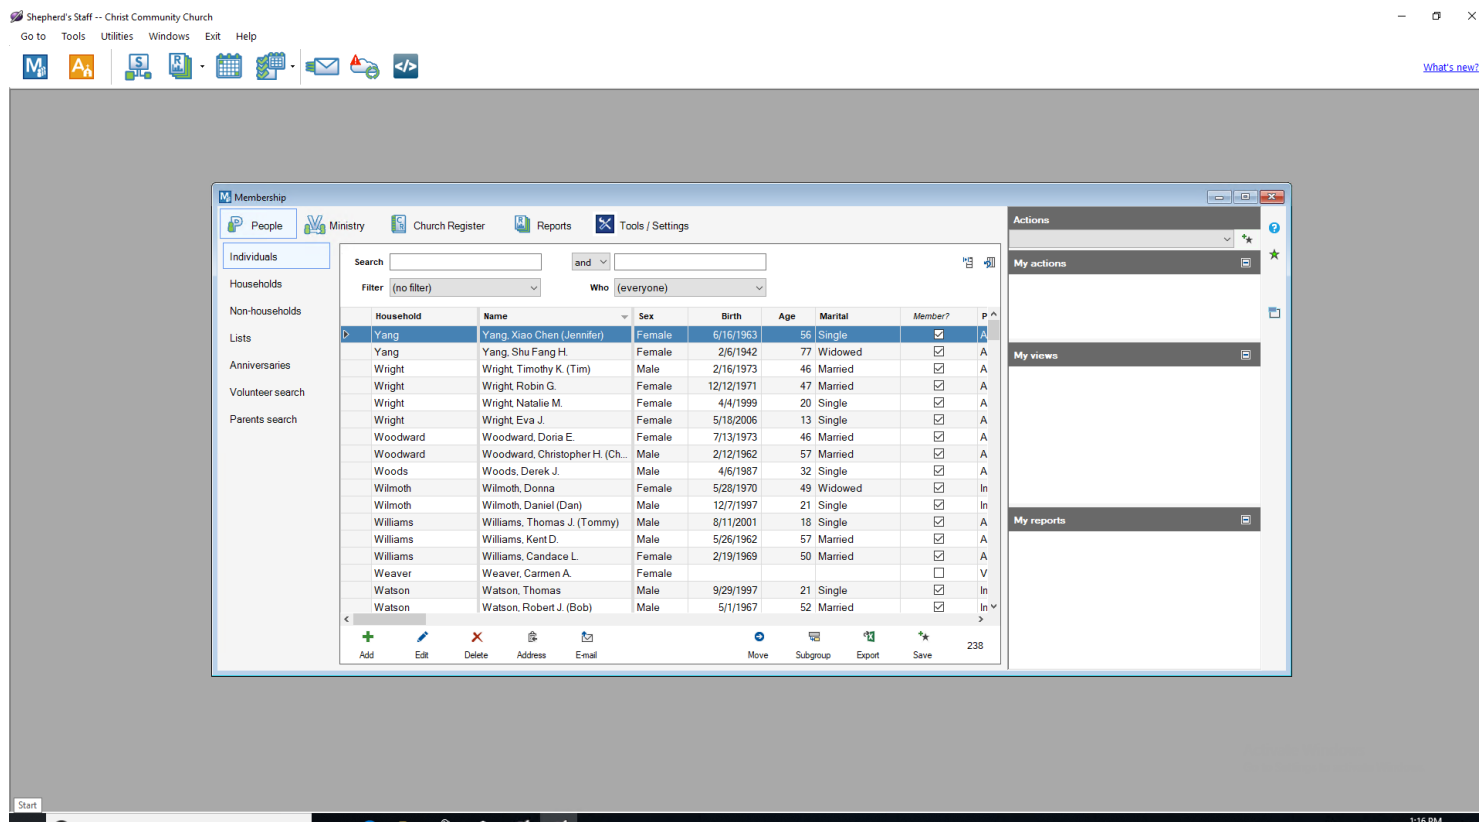 Shepherd's Staff -- Christ Community Church
Go to Tools Utilities Windows Exit Help
What's new?
Membership
People Ministry Church Register Reports Tools / Settings
Individuals
Households
Non-households
Lists
Anniversaries
Volunteer search
Parents search
Search and
Filter (no filter) Who (everyone)
Household Name Sex Birth Age Marital Member? P
Yang Yang, Xiao Chen (Jennifer) Female 6/16/1963 56 Single A
Yang Yang, Shu Fang H. Female 2/6/1942 77 Widowed A
Wright Wright, Timothy K. (Tim) Male 2/16/1973 46 Married A
Wright Wright, Robin G. Female 12/12/1971 47 Married A
Wright Wright, Natalie M. Female 4/4/1999 20 Single A
Wright Wright, Eva J. Female 5/18/2006 13 Single A
Woodward Woodward, Doria E. Female 7/13/1973 46 Married A
Woodward Woodward, Christopher H. (Ch... Male 2/12/1962 57 Married A
Woods Woods, Derek J. Male 4/6/1987 32 Single A
Wilmoth Wilmoth, Donna Female 5/28/1970 49 Widowed In
Wilmoth Wilmoth, Daniel (Dan) Male 12/7/1997 21 Single In
Williams Williams, Thomas J. (Tommy) Male 8/11/2001 18 Single A
Williams Williams, Kent D. Male 5/26/1962 57 Married A
Williams Williams, Candace L. Female 2/19/1969 50 Married A
Weaver Weaver, Carmen A. Female V
Watson Watson, Thomas Male 9/29/1997 21 Single In
Watson Watson, Robert J. (Bob) Male 5/1/1967 52 Married In
Add Edit Delete Address E-mail Move Subgroup Export Save 238
Actions
My actions
My views
My reports
Start
1:16 PM